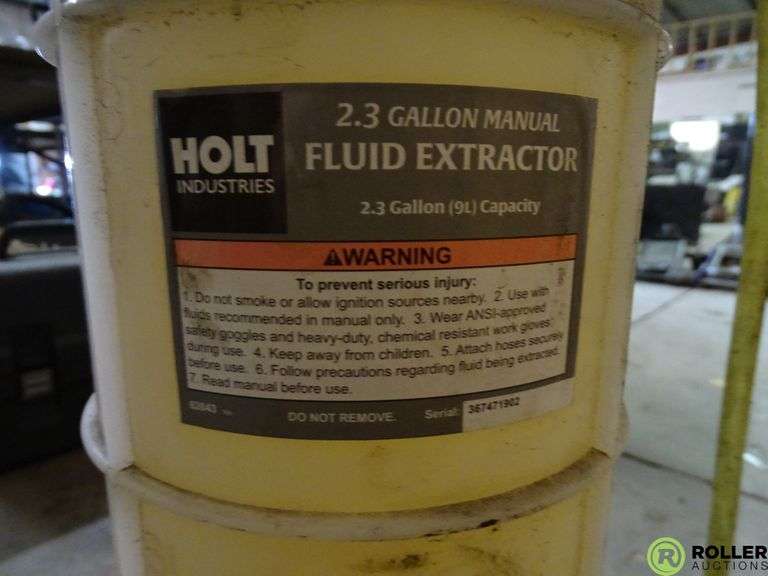 HOLT
INDUSTRIES
2.3 GALLON MANUAL
FLUID EXTRACTOR
2.3 Gallon (9L) Capacity
WARNING
To prevent serious injury:
1. Do not smoke or allow ignition sources nearby. 2. Use with
fluids recommended in manual only. 3. Wear ANSI-approved
safety goggles and heavy-duty, chemical resistant work gloves
during use. 4. Keep away from children. 5. Attach hoses securely
before use. 6. Follow precautions regarding fluid being extracted.
7. Read manual before use.
DO NOT REMOVE. Serial: 367471902
R ROLLER
AUCTIONS